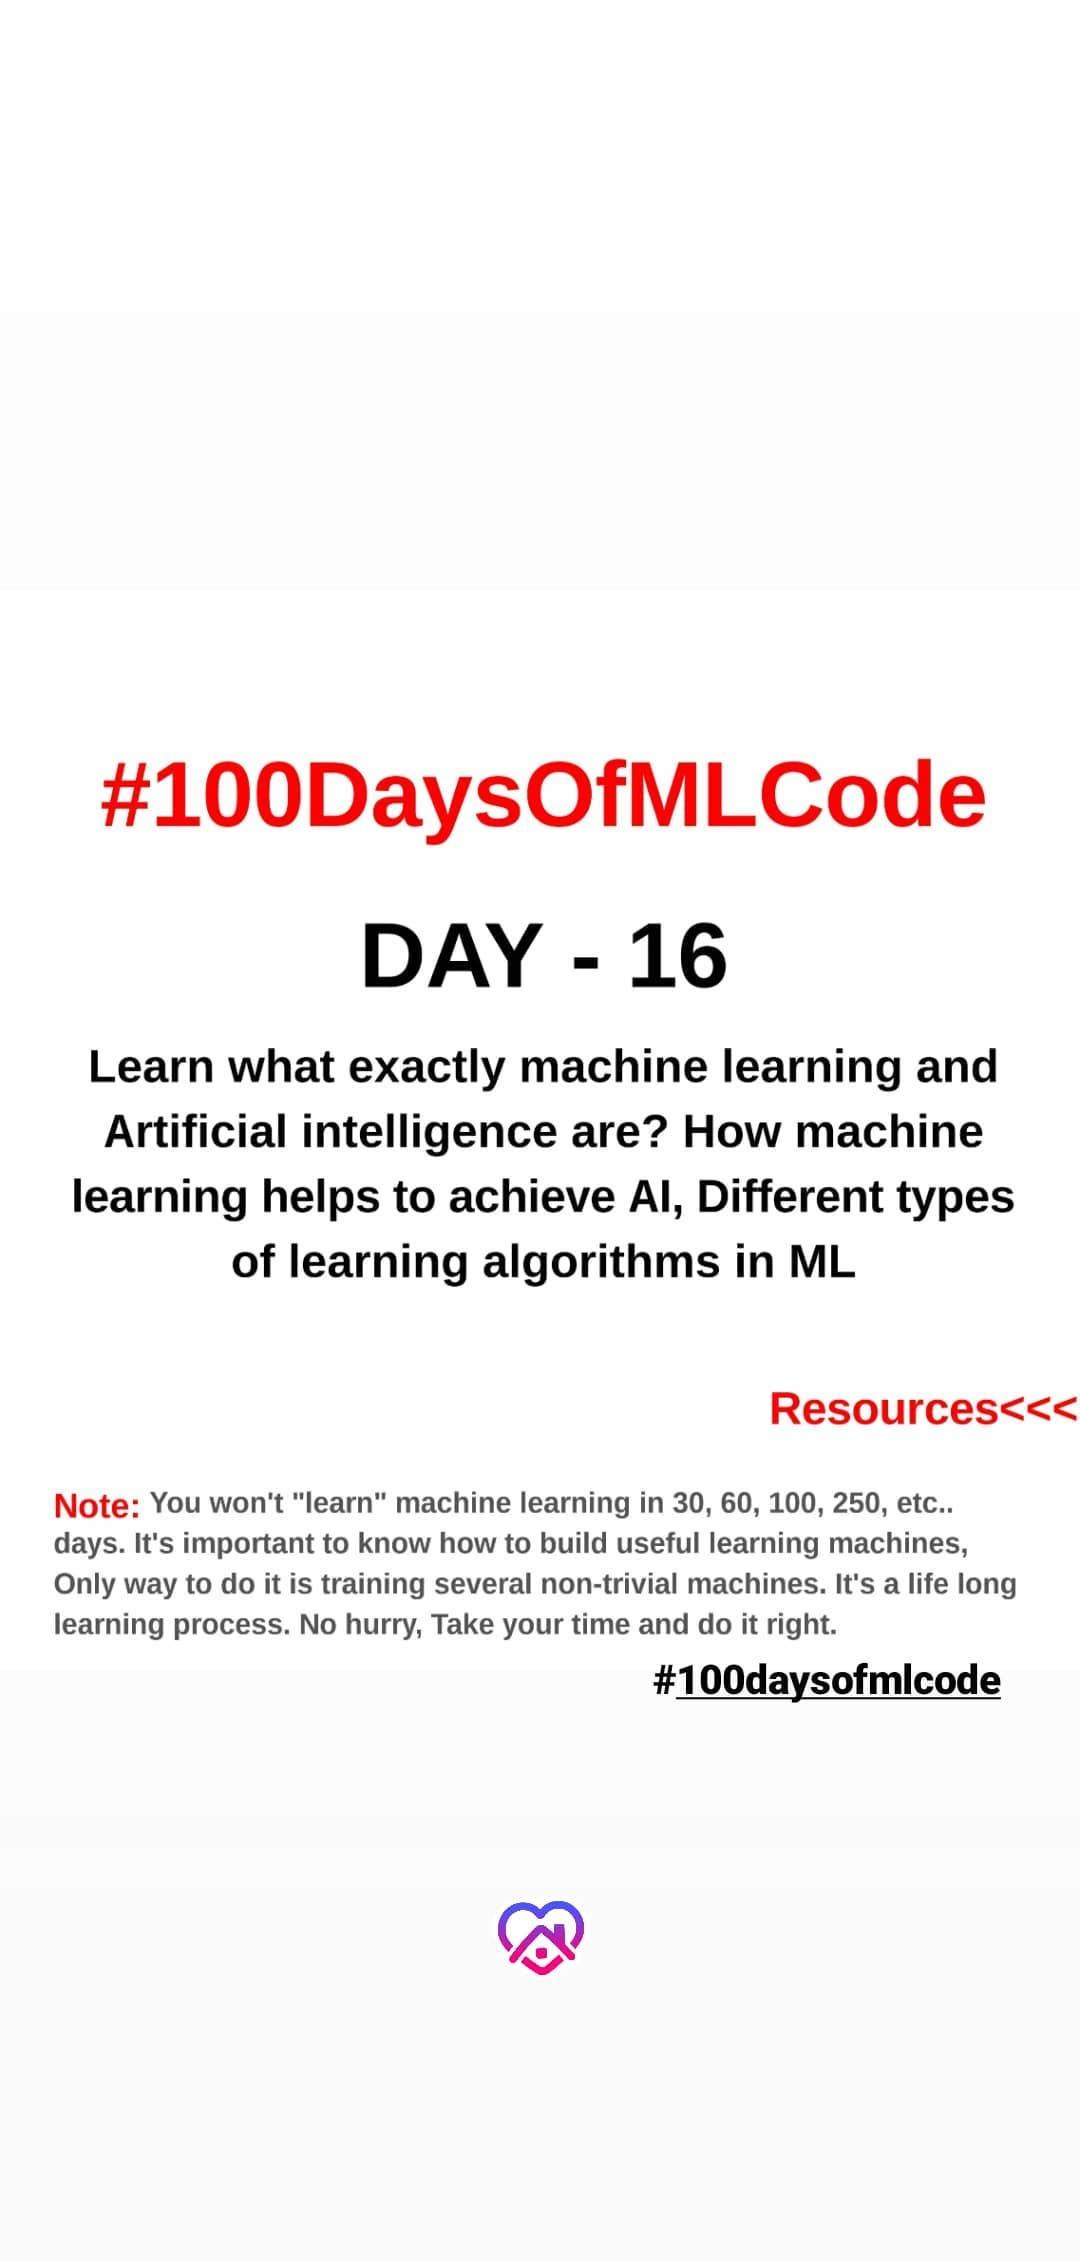 #100DaysOfMLCode
DAY - 16
Learn what exactly machine learning and
Artificial intelligence are? How machine
learning helps to achieve AI, Different types
of learning algorithms in ML
Resources<<<
Note: You won't "learn" machine learning in 30, 60, 100, 250, etc..
days. It's important to know how to build useful learning machines,
Only way to do it is training several non-trivial machines. It's a life long
learning process. No hurry, Take your time and do it right.
#100daysofmlcode